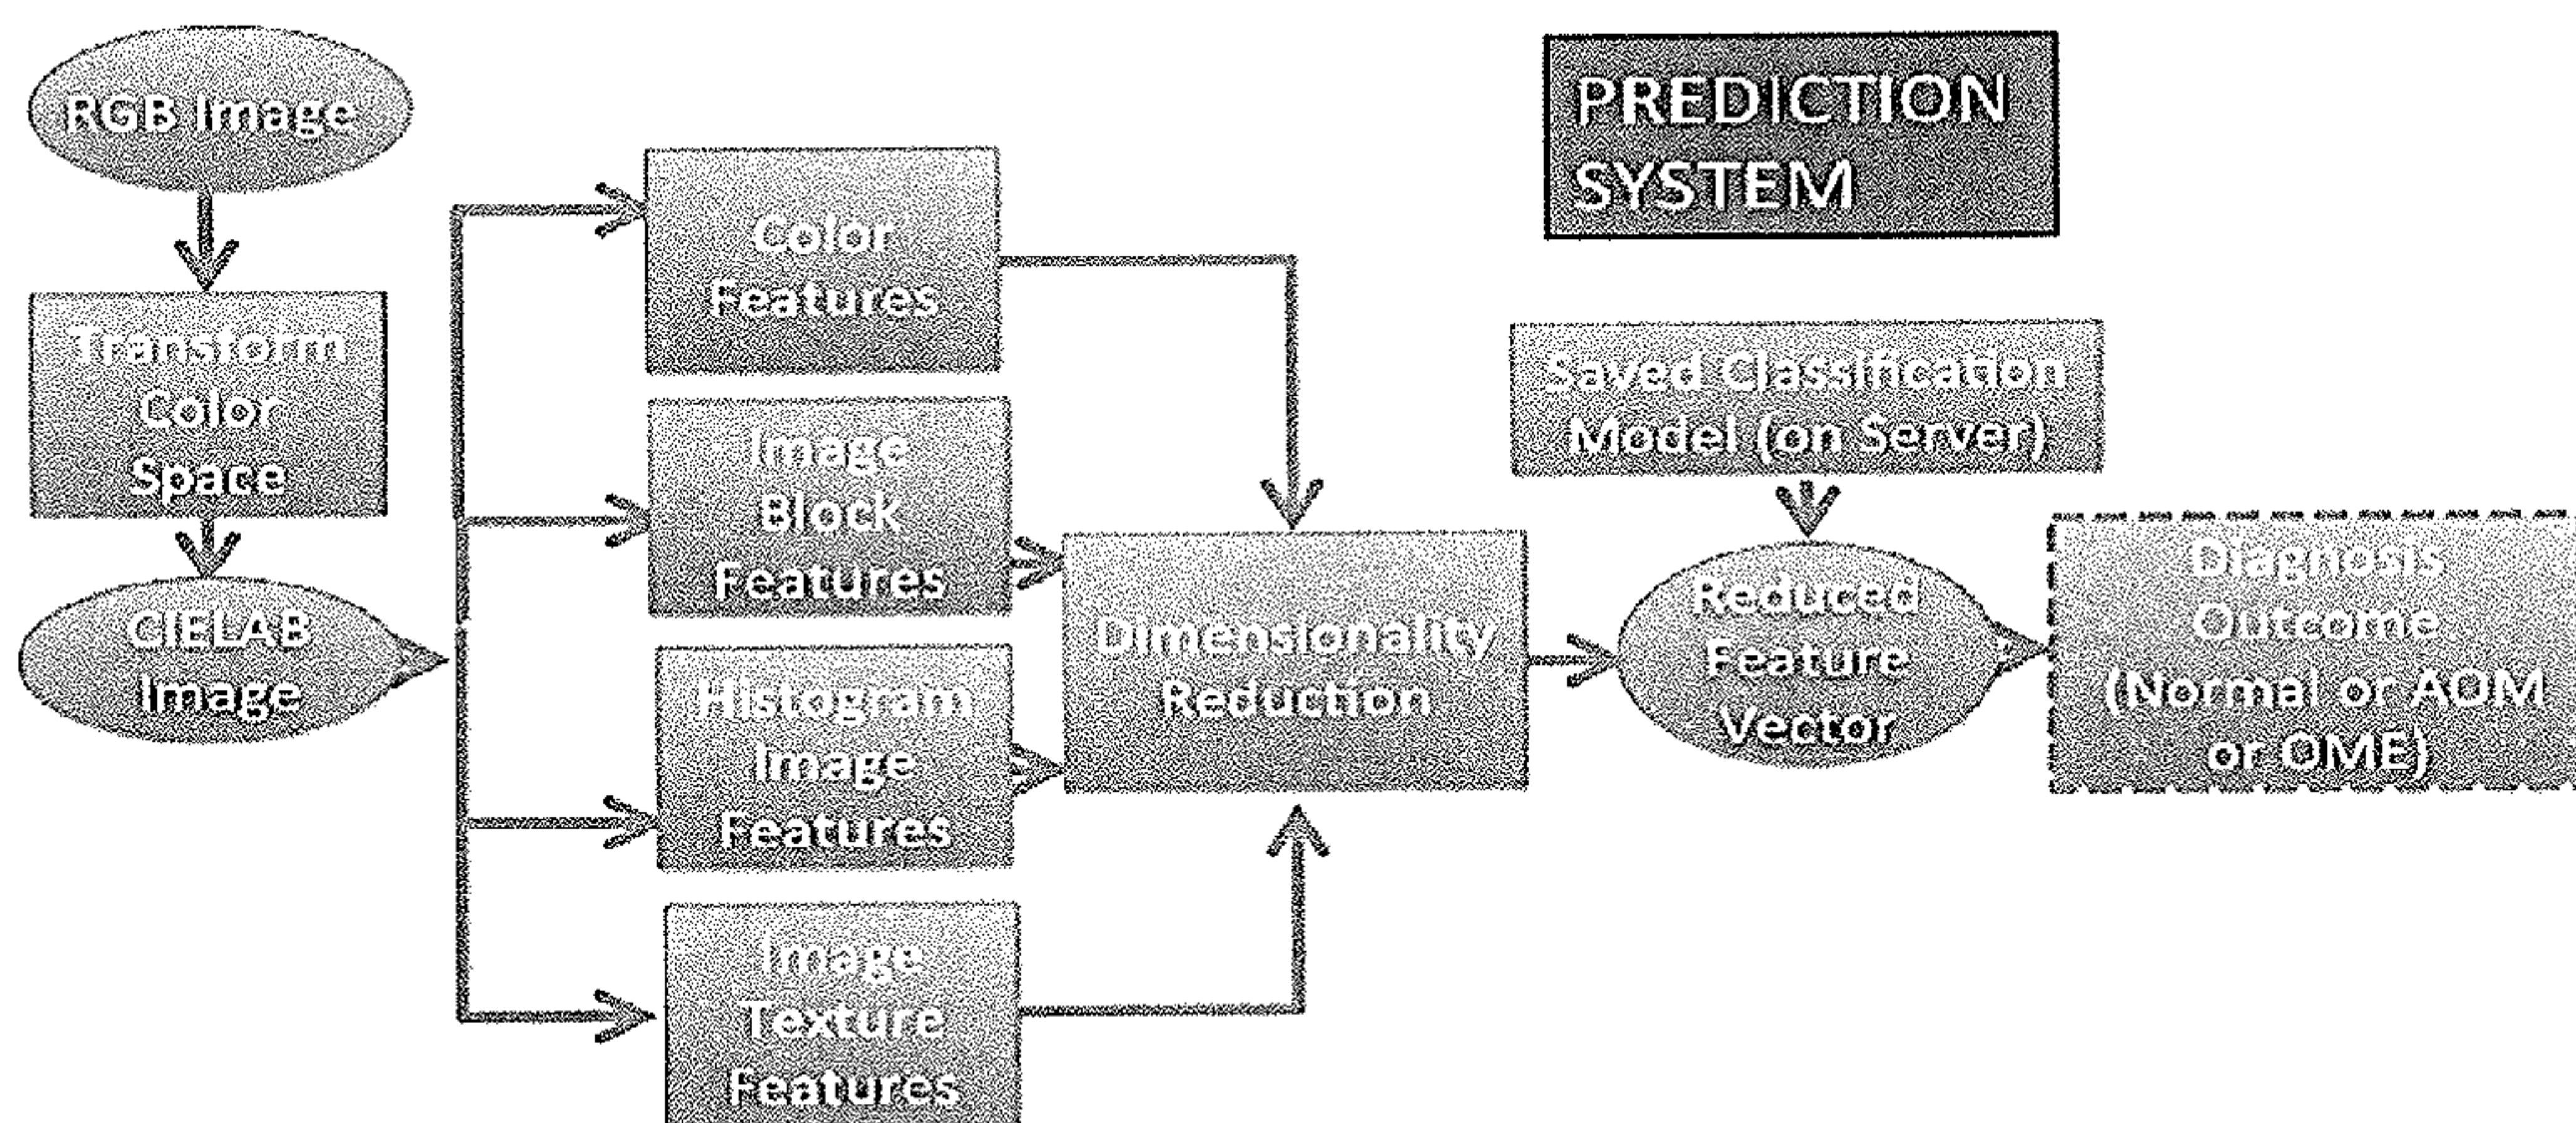 RGB Image
Transform
Color
Space
CIELAB
Image
Color
Features
Image
Block
Features
Histogram
Image
Features
Image
Texture
Features
Dimensionality
Reduction
PREDICTION
SYSTEM
Saved Classification
Model (on Server)
Reduced
Feature
Vector
Diagnosis
Outcome
(Normal or AOM
or OME)